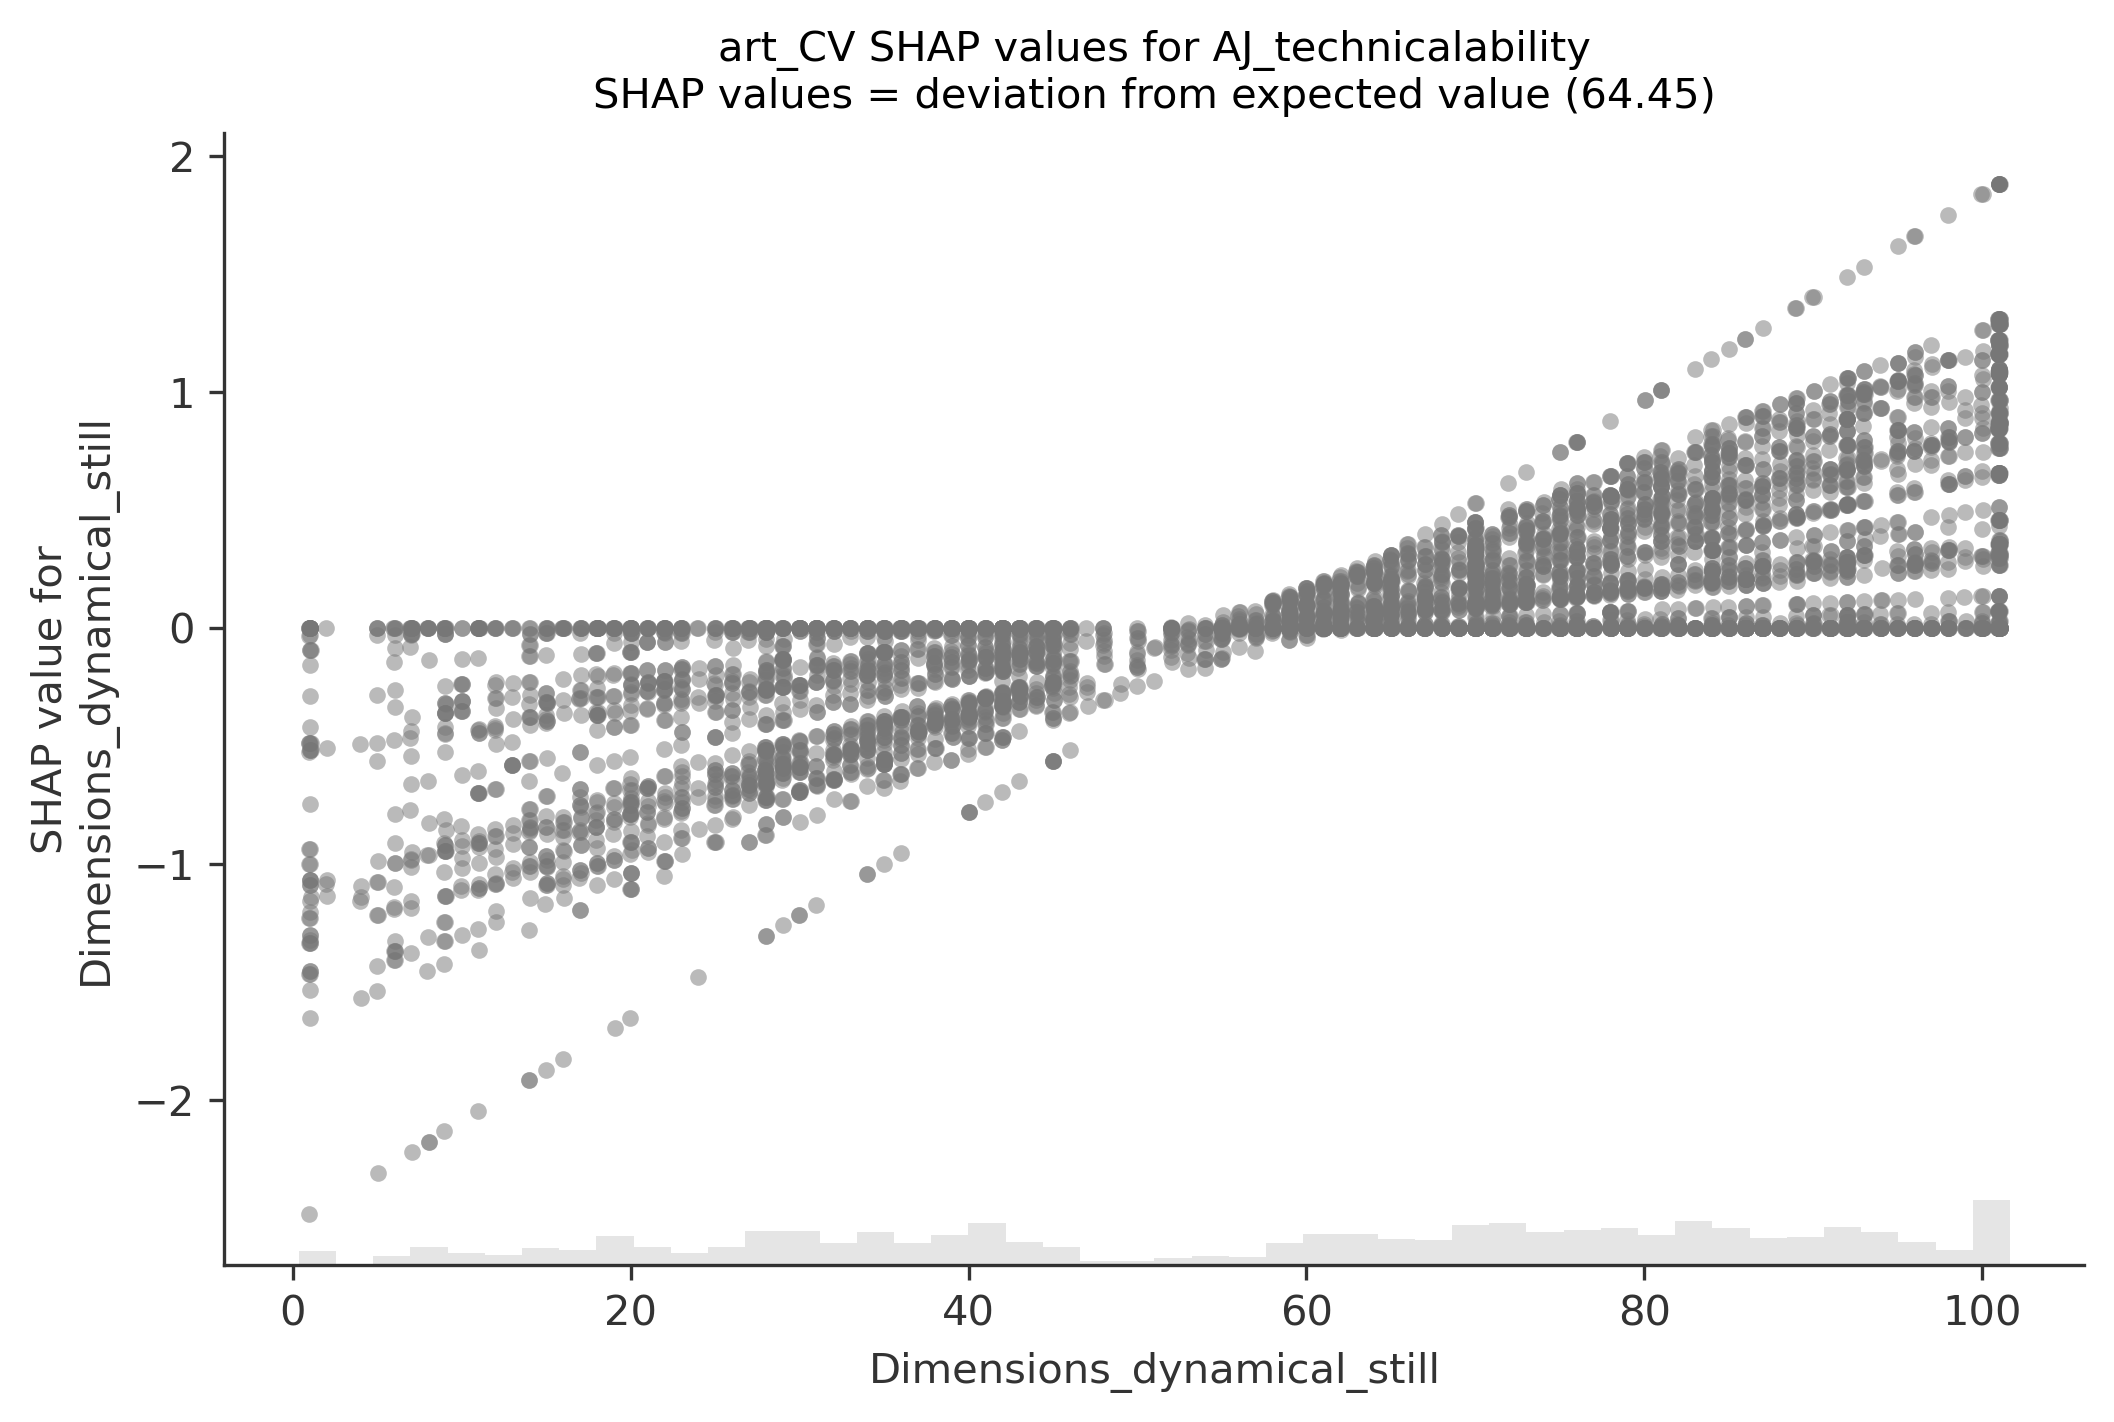 art_CV SHAP values for AJ_technicalability
SHAP values = deviation from expected value (64.45)
2
1
0
−1
−2
SHAP value for
Dimensions_dynamical_still
0
20
40
60
80
100
Dimensions_dynamical_still